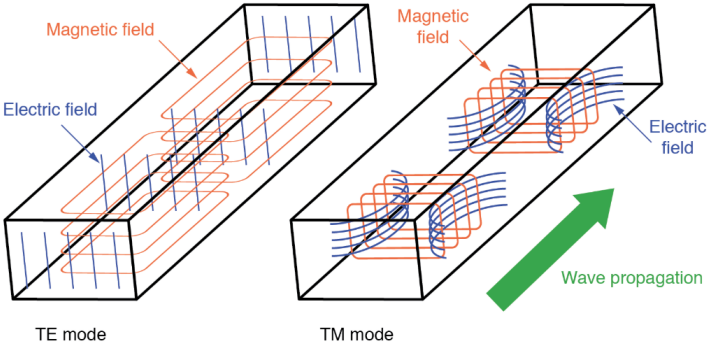 Magnetic field
Electric field
TE mode
Magnetic
field
Electric
field
Wave propagation
TM mode